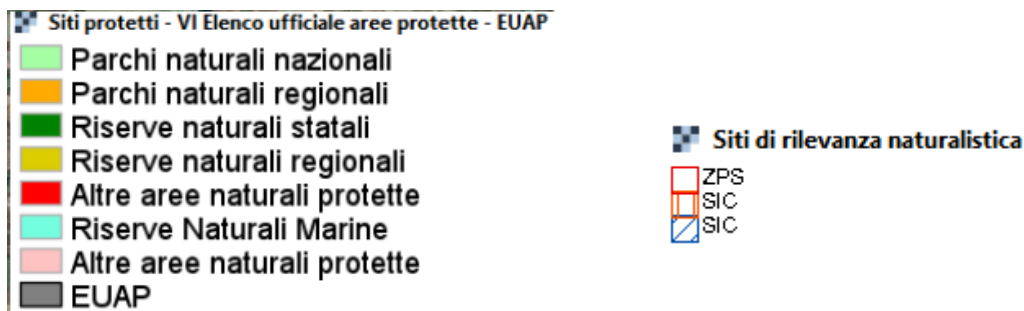 Siti protetti - VI Elenco ufficiale aree protette - EUAP
Parchi naturali nazionali
Parchi naturali regionali
Riserve naturali statali
Riserve naturali regionali
Altre aree naturali protette
Riserve Naturali Marine
Altre aree naturali protette
EUAP
Siti di rilevanza naturalistica
ZPS
SIC
SIC